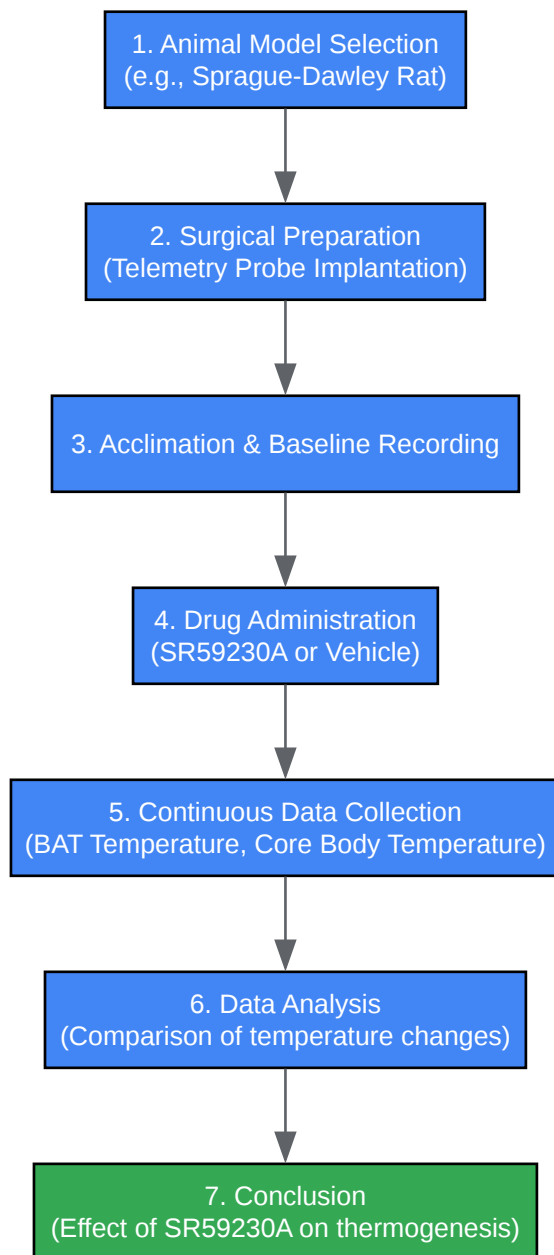 1. Animal Model Selection
(e.g., Sprague-Dawley Rat)
2. Surgical Preparation
(Telemetry Probe Implantation)
3. Acclimation & Baseline Recording
4. Drug Administration
(SR59230A or Vehicle)
5. Continuous Data Collection
(BAT Temperature, Core Body Temperature)
6. Data Analysis
(Comparison of temperature changes)
7. Conclusion
(Effect of SR59230A on thermogenesis)